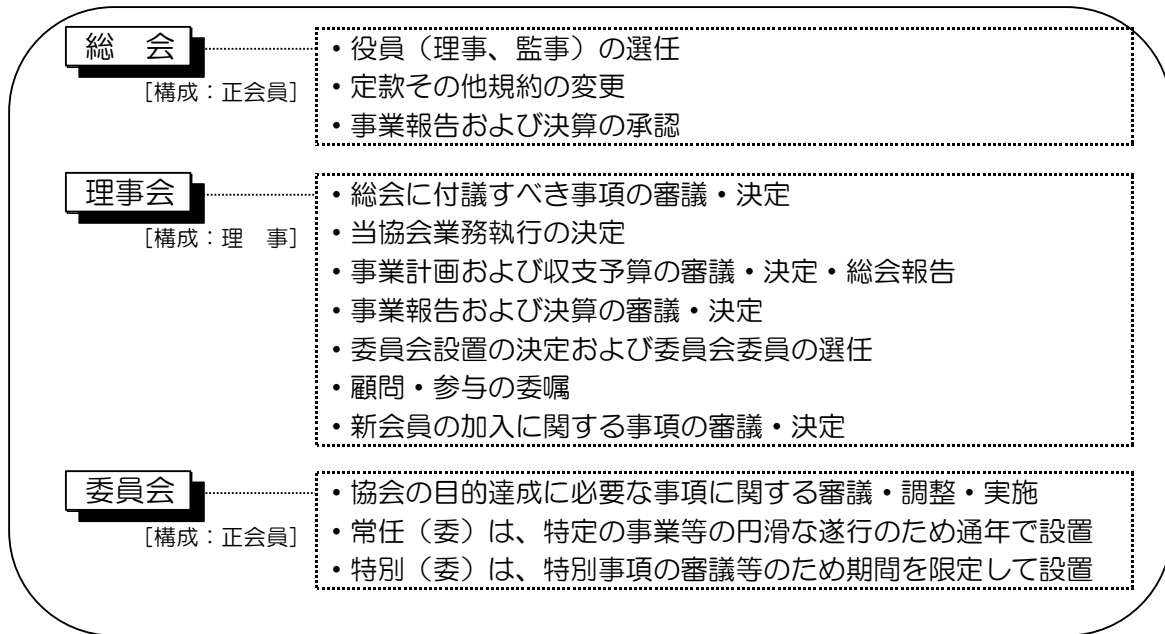 総　会
[構成：正会員]
・役員（理事、監事）の選任
・定款その他規約の変更
・事業報告および決算の承認
理事会
[構成：理　事]
・総会に付議すべき事項の審議・決定
・当協会業務執行の決定
・事業計画および収支予算の審議・決定・総会報告
・事業報告および決算の審議・決定
・委員会設置の決定および委員会委員の選任
・顧問・参与の委嘱
・新会員の加入に関する事項の審議・決定
委員会
[構成：正会員]
・協会の目的達成に必要な事項に関する審議・調整・実施
・常任（委）は、特定の事業等の円滑な遂行のため通年で設置
・特別（委）は、特別事項の審議等のため期間を限定して設置